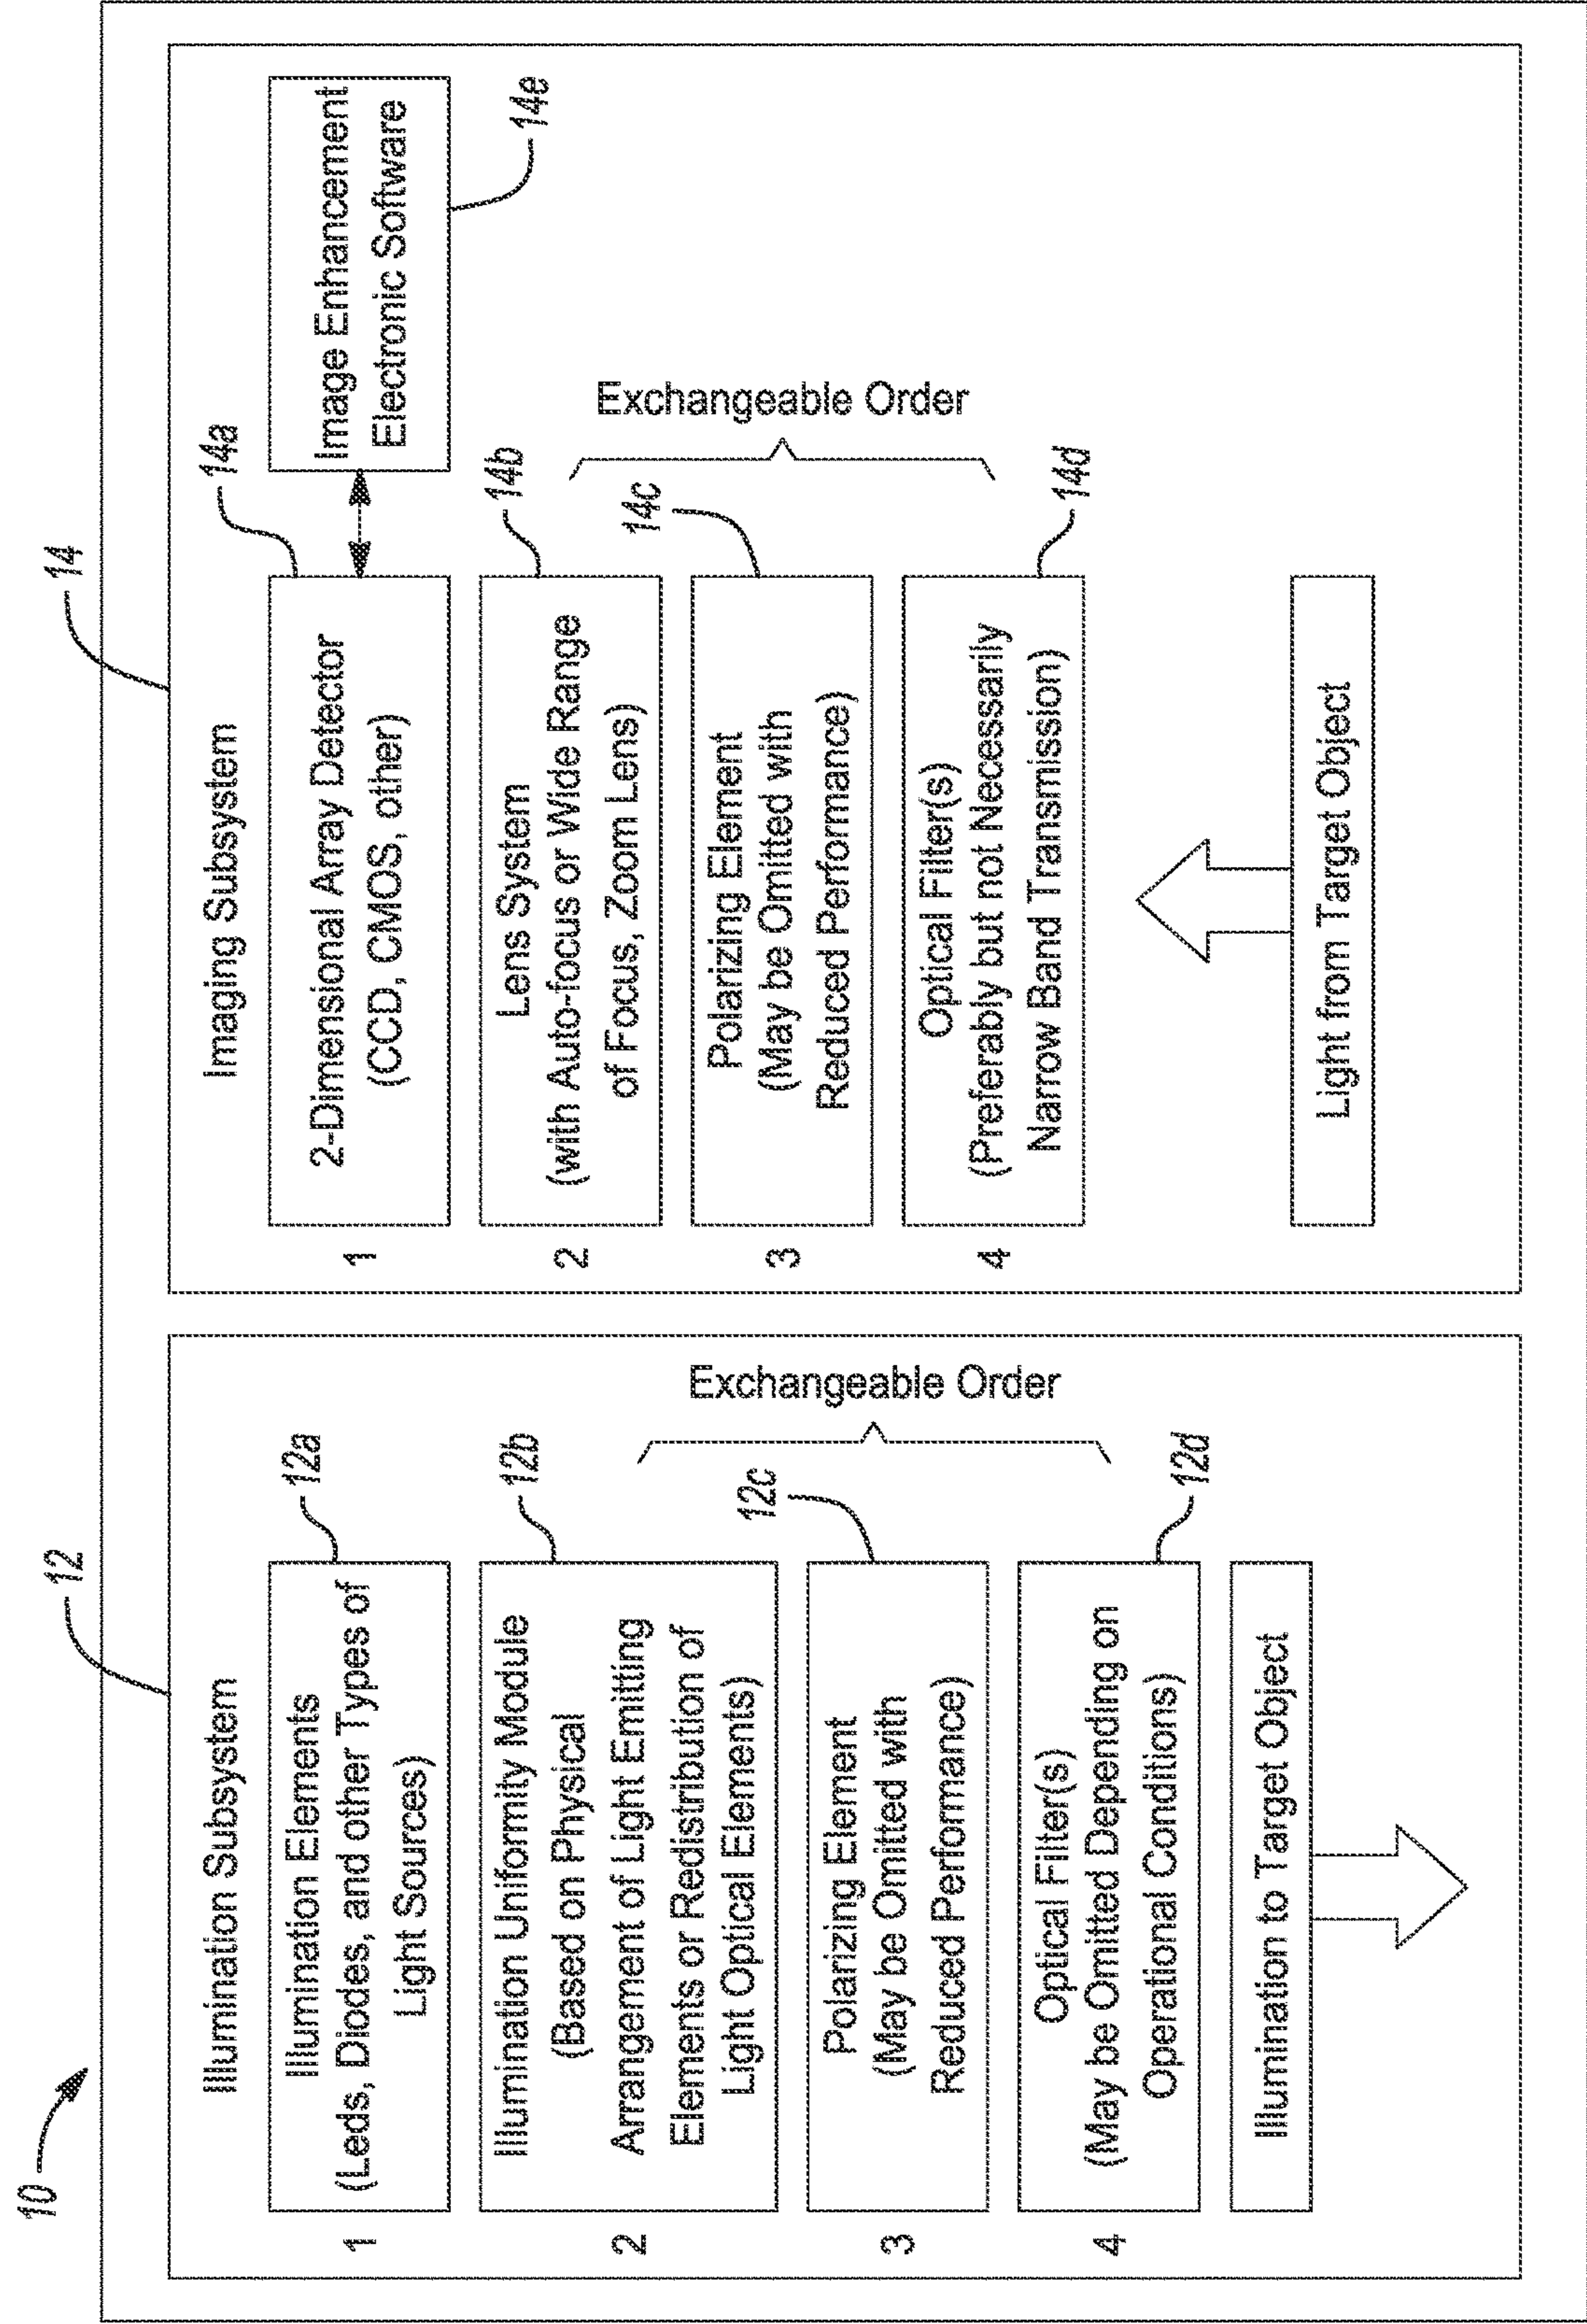 10
12
Illumination Subsystem
1
Illumination Elements
(Leds, Diodes, and other Types of
Light Sources)
12a
2
Illumination Uniformity Module
(Based on Physical
Arrangement of Light Emitting
Elements or Redistribution of
Light Optical Elements)
12b
3
Polarizing Element
(May be Omitted with
Reduced Performance)
12c
4
Optical Filter(s)
(May be Omitted Depending on
Operational Conditions)
12d
Exchangeable Order
Illumination to Target Object
14
Imaging Subsystem
1
2-Dimensional Array Detector
(CCD, CMOS, other)
14a
Image Enhancement
Electronic Software
14e
2
Lens System
(with Auto-focus or Wide Range
of Focus, Zoom Lens)
14b
3
Polarizing Element
(May be Omitted with
Reduced Performance)
14c
4
Optical Filter(s)
(Preferably but not Necessarily
Narrow Band Transmission)
14d
Exchangeable Order
Light from Target Object